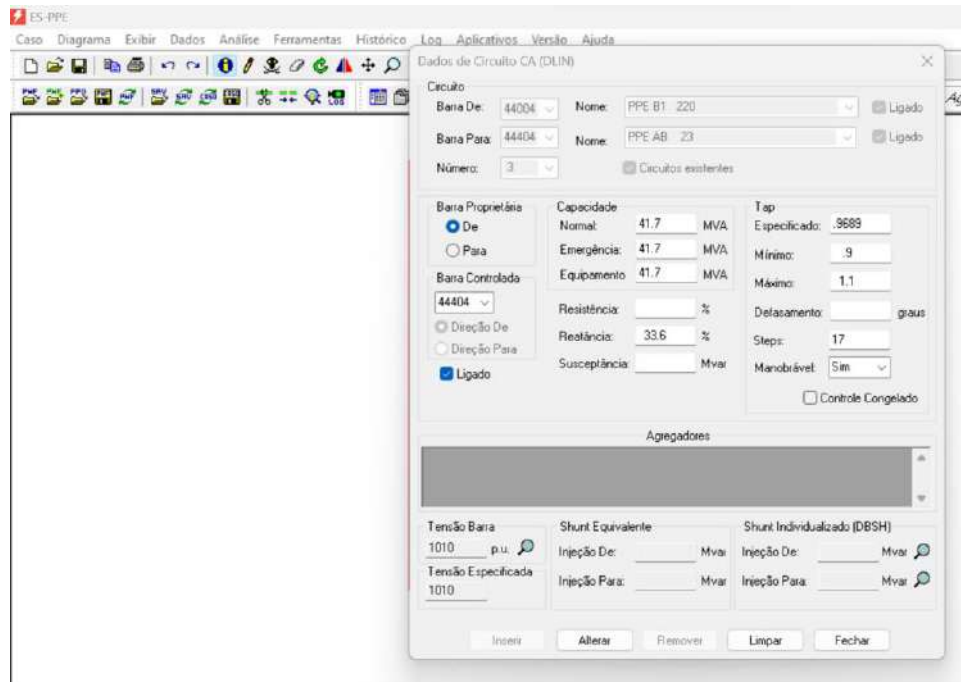 ES-PPE
Caso Diagrama Exibir Dados Análise Ferramentas Histórico Log Aplicativos Versão Ajuda
Dados de Circuito CA (DLIN)
Circuito
Barra De: 44004 Nome: PPE B1 220 Ligado
Barra Para: 44404 Nome: PPE AB 23 Ligado
Número: 3 Circuitos existentes
Barra Proprietária Capacidade Tap
De Normal: 41.7 MVA Especificado: .9689
Para Emergência: 41.7 MVA Mínimo: .9
Barra Controlada Equipamento 41.7 MVA Máximo: 1.1
44404 Resistência: % Defasamento: graus
Direção De Reatância: 33.6 % Steps: 17
Direção Para Susceptância: Mvar Manobrável: Sim
Ligado Controle Congelado
Agregadores
Tensão Barra Shunt Equivalente Shunt Individualizado (DBSH)
1010 p.u. Injeção De: Mvar Injeção De: Mvar
Tensão Especificada Injeção Para: Mvar Injeção Para: Mvar
1010
Inserir Alterar Remover Limpar Fechar